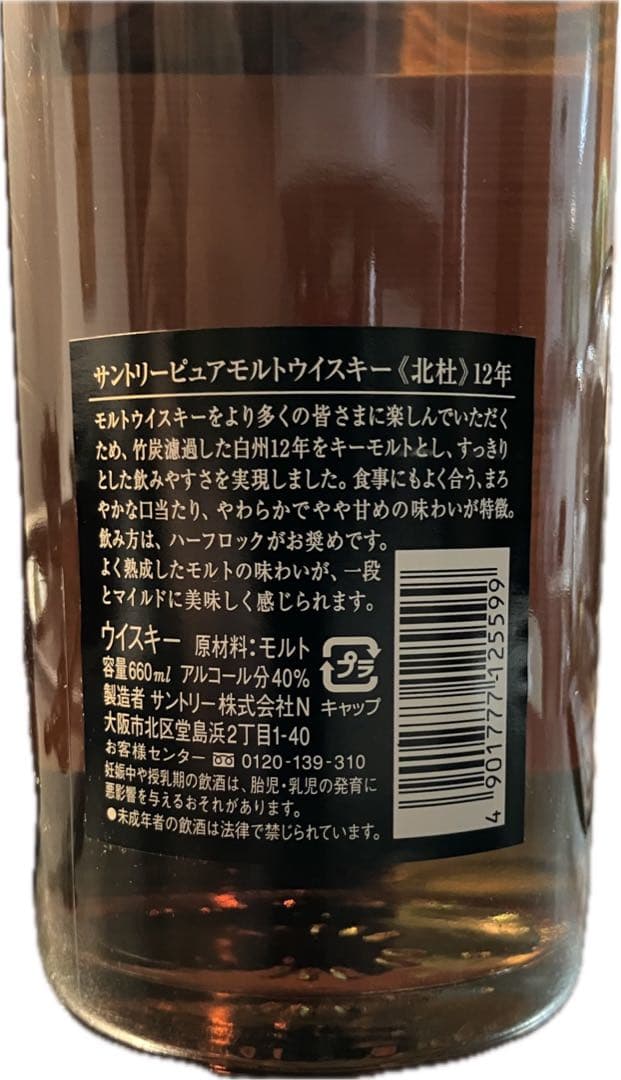 サントリーピュアモルトウイスキー《北杜》12年
モルトウイスキーをより多くの皆さまに楽しんでいただく
ため、竹炭濾過した白州12年をキーモルトとし、すっきり
とした飲みやすさを実現しました。食事にもよく合う、まろ
やかな口当たり、やわらかでやや甘めの味わいが特徴。
飲み方は、ハーフロックがお奨めです。
よく熟成したモルトの味わいが、一段
とマイルドに美味しく感じられます。
ウイスキー 原材料:モルト
容量660ml アルコール分40%
製造者 サントリー株式会社N
大阪市北区堂島浜2丁目1-40
お客様センター 0120-139-310
妊娠中や授乳期の飲酒は、胎児・乳児の発育に
悪影響を与えるおそれがあります。
●未成年者の飲酒は法律で禁じられています。
プラ
キャップ
4 901777 125599